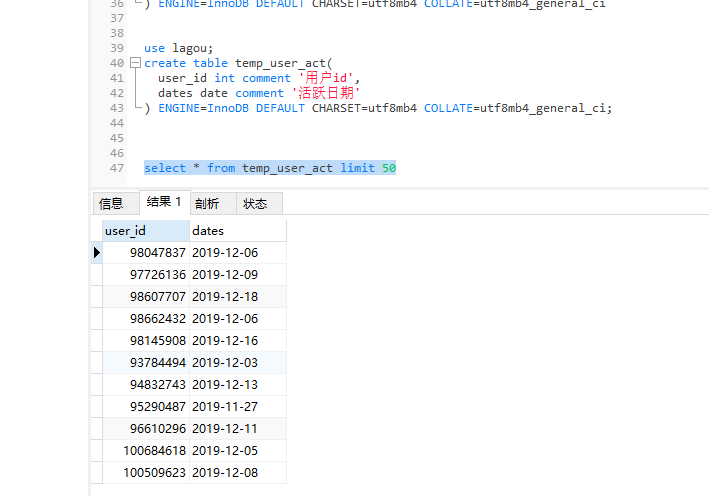 36 ) ENGINE=InnoDB DEFAULT CHARSET=utf8mb4 COLLATE=utf8mb4_general_ci
37
38
39 use lagou;
40 create table temp_user_act(
41 user_id int comment '用户id',
42 dates date comment '活跃日期'
43 ) ENGINE=InnoDB DEFAULT CHARSET=utf8mb4 COLLATE=utf8mb4_general_ci;
44
45
46
47 select * from temp_user_act limit 50
信息 结果 1 剖析 状态
user_id dates
98047837 2019-12-06
97726136 2019-12-09
98607707 2019-12-18
98662432 2019-12-06
98145908 2019-12-16
93784494 2019-12-03
94832743 2019-12-13
95290487 2019-11-27
96610296 2019-12-11
100684618 2019-12-05
100509623 2019-12-08